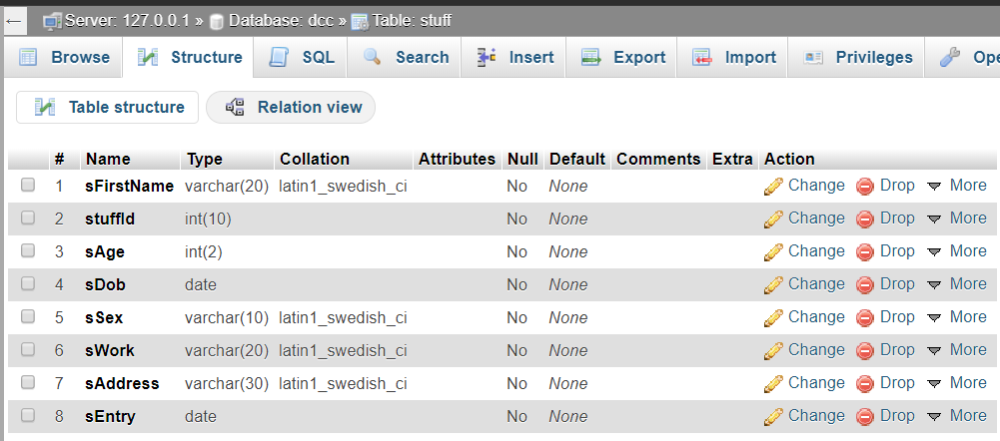 ← Server: 127.0.0.1 » Database: dcc » Table: stuff
Browse Structure SQL Search Insert Export Import Privileges Ope
Table structure Relation view
# Name Type Collation Attributes Null Default Comments Extra Action
1 sFirstName varchar(20) latin1_swedish_ci No None Change Drop More
2 stuffId int(10) No None Change Drop More
3 sAge int(2) No None Change Drop More
4 sDob date No None Change Drop More
5 sSex varchar(10) latin1_swedish_ci No None Change Drop More
6 sWork varchar(20) latin1_swedish_ci No None Change Drop More
7 sAddress varchar(30) latin1_swedish_ci No None Change Drop More
8 sEntry date No None Change Drop More